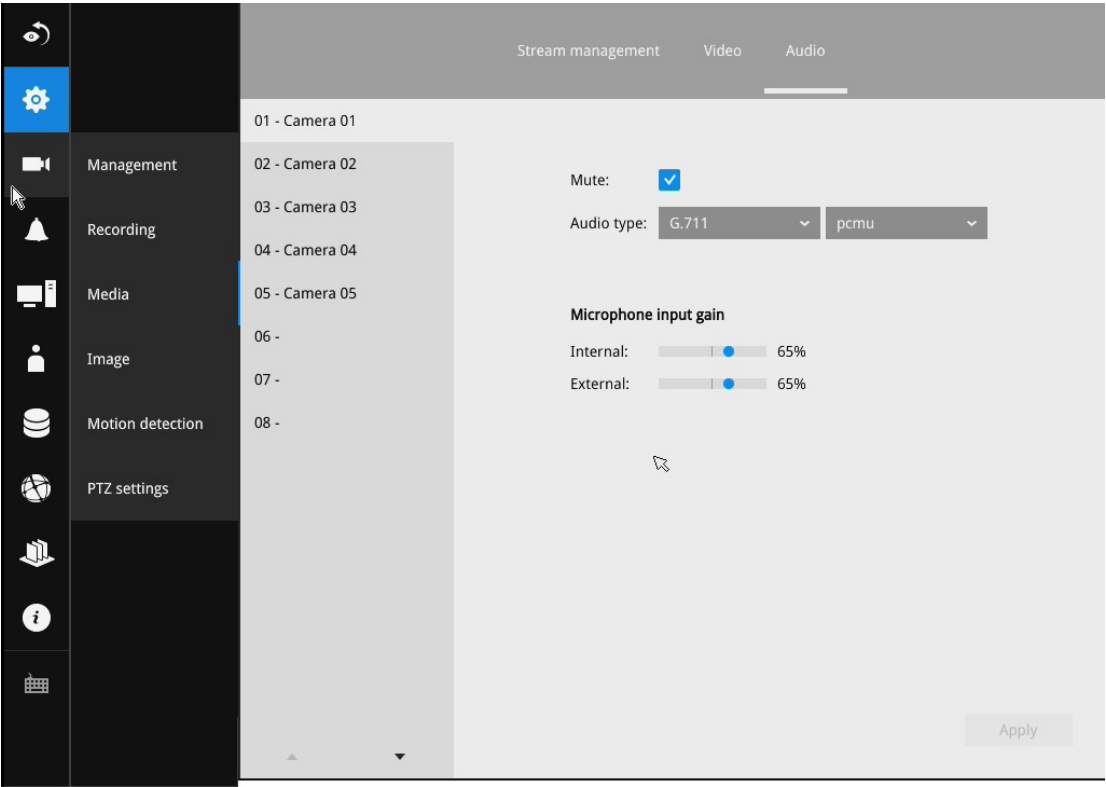 Stream management Video Audio
Management
Recording
Media
Image
Motion detection
PTZ settings
01 - Camera 01
02 - Camera 02
03 - Camera 03
04 - Camera 04
05 - Camera 05
06 -
07 -
08 -
Mute:
Audio type: G.711 pcmu
Microphone input gain
Internal: 65%
External: 65%
Apply